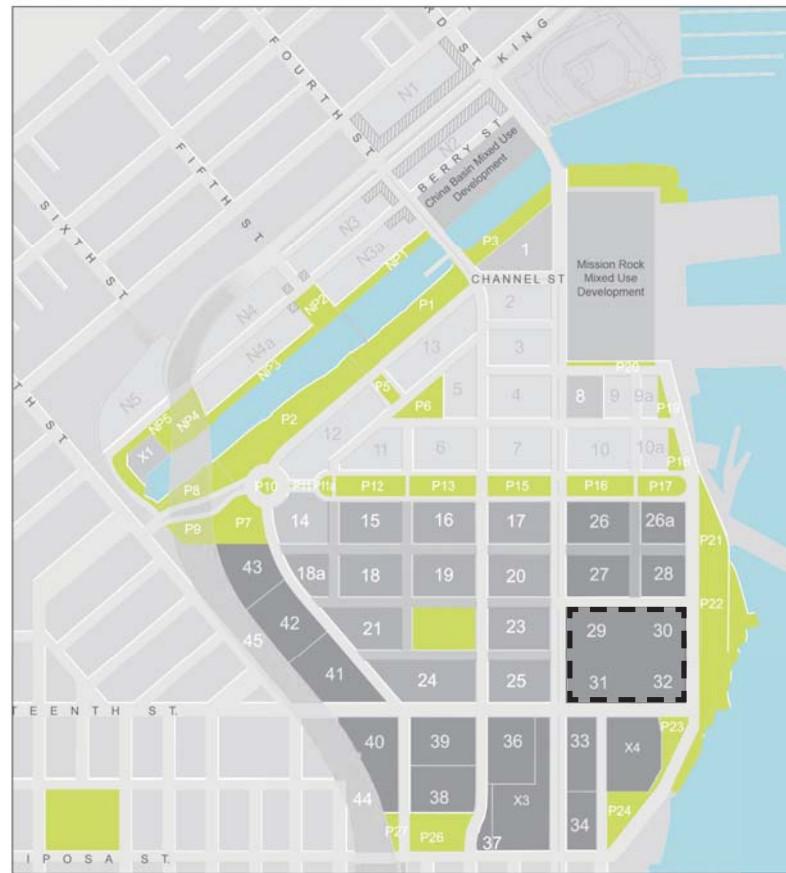 RD ST.
KING
FOURTH ST.
N1
N2
BERRY ST
China Basin Mixed Use
Development
FIFTH ST.
SIXTH ST.
N3
N3a
NP1
P3
1
Mission Rock
Mixed Use
Development
CHANNEL ST
NP2
N4
N4a
P1
2
NP3
13
3
P20
N5
P5
5
4
8
9
9a
P19
P6
NP5
NP4
P2
TH ST.
X1
12
11
6
7
10
10a
P18
P8
P10
P11
P11a
P12
P13
P15
P16
P17
P9
P7
14
15
16
17
26
26a
P21
43
18a
18
19
20
27
28
P22
42
45
21
23
29
30
41
24
25
31
32
TEENTH ST.
P23
40
39
36
33
X4
44
38
X3
P24
34
P27
P26
37
IPOSA ST.